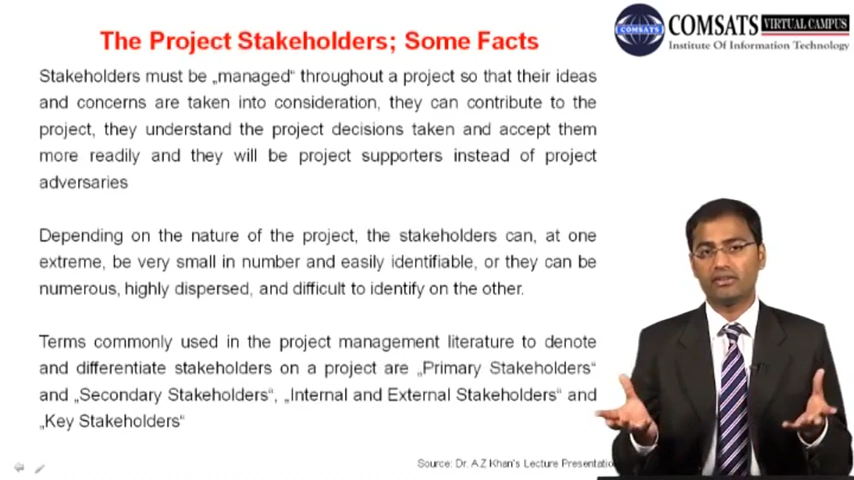 The Project Stakeholders; Some Facts
COMSATS VIRTUAL CAMPUS
Institute Of Information Technology
COMSATS
Stakeholders must be „managed“ throughout a project so that their ideas
and concerns are taken into consideration, they can contribute to the
project, they understand the project decisions taken and accept them
more readily and they will be project supporters instead of project
adversaries
Depending on the nature of the project, the stakeholders can, at one
extreme, be very small in number and easily identifiable, or they can be
numerous, highly dispersed, and difficult to identify on the other.
Terms commonly used in the project management literature to denote
and differentiate stakeholders on a project are „Primary Stakeholders“
and „Secondary Stakeholders“, „Internal and External Stakeholders“ and
„Key Stakeholders“
Source: Dr. A.Z Khan's Lecture Presentatio